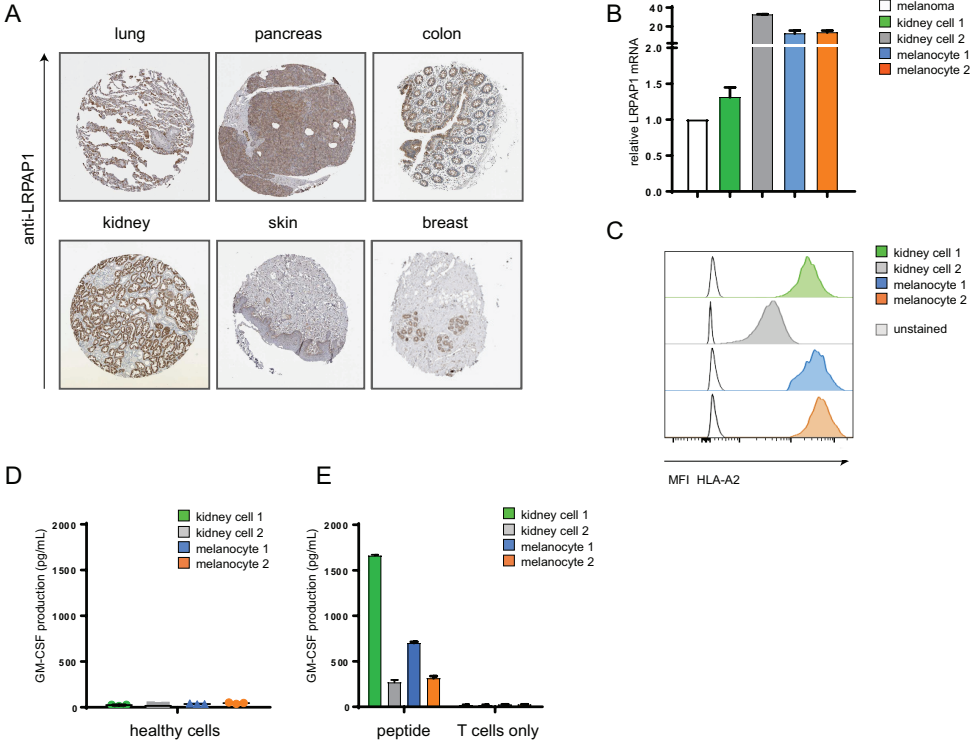 A
lung
pancreas
colon
anti-LRPAP1
kidney
skin
breast
B
relative LRPAP1 mRNA
40
20
2.0
1.5
1.0
0.5
0.0
melanoma
kidney cell 1
kidney cell 2
melanocyte 1
melanocyte 2
C
kidney cell 1
kidney cell 2
melanocyte 1
melanocyte 2
unstained
MFI HLA-A2
D
GM-CSF production (pg/mL)
2000
1500
1000
500
0
kidney cell 1
kidney cell 2
melanocyte 1
melanocyte 2
healthy cells
E
GM-CSF production (pg/mL)
2000
1500
1000
500
0
kidney cell 1
kidney cell 2
melanocyte 1
melanocyte 2
peptide
T cells only